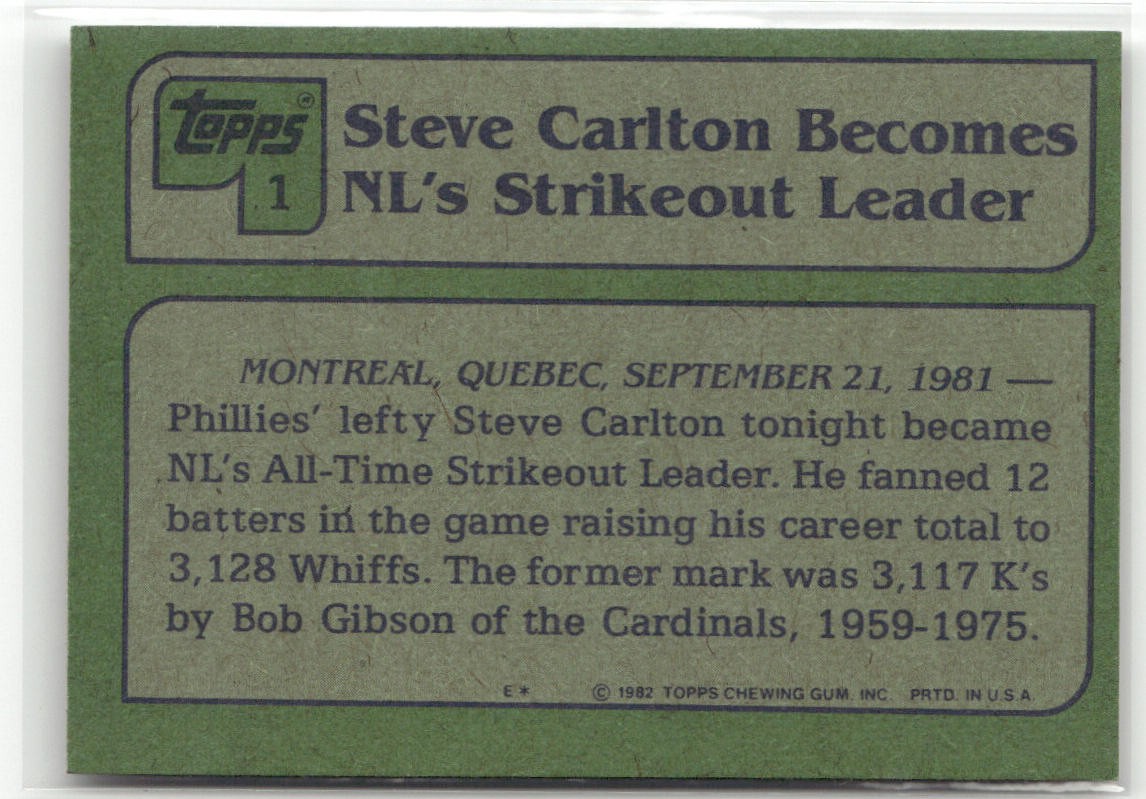 Topps®
1
Steve Carlton Becomes
NL's Strikeout Leader
MONTREAL, QUEBEC, SEPTEMBER 21, 1981 —
Phillies' lefty Steve Carlton tonight became
NL's All-Time Strikeout Leader. He fanned 12
batters in the game raising his career total to
3,128 Whiffs. The former mark was 3,117 K's
by Bob Gibson of the Cardinals, 1959-1975.
E* © 1982 TOPPS CHEWING GUM. INC. PRTD. IN U.S.A.